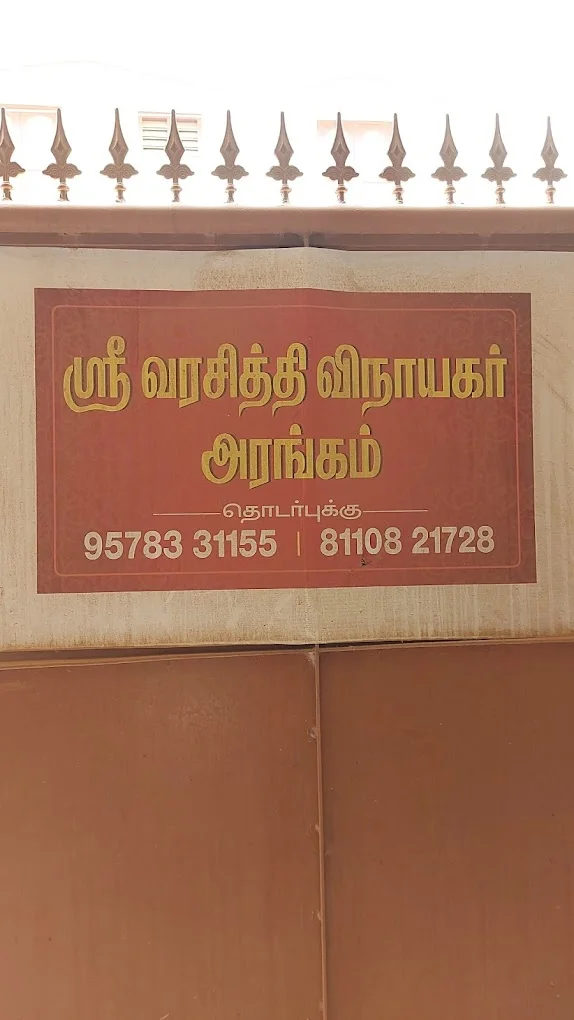 ஸ்ரீ வரசித்தி விநாயகர்
அரங்கம்
தொடர்புக்கு
95783 31155 | 81108 21728